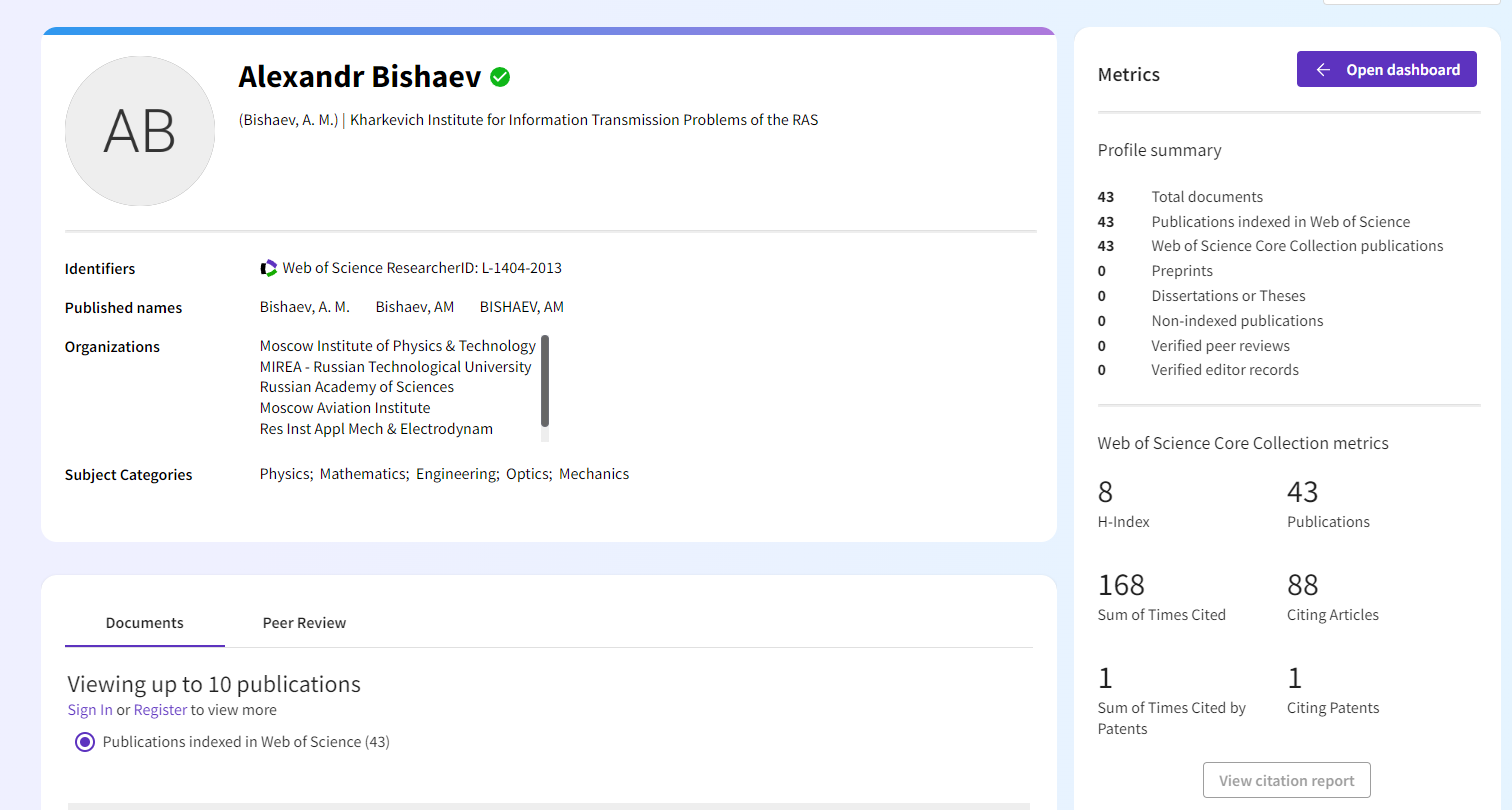 AB
Alexandr Bishaev
(Bishaev, A. M.) | Kharkevich Institute for Information Transmission Problems of the RAS
Identifiers
Web of Science ResearcherID: L-1404-2013
Published names
Bishaev, A. M. Bishaev, AM BISHAEV, AM
Organizations
Moscow Institute of Physics & Technology
MIREA - Russian Technological University
Russian Academy of Sciences
Moscow Aviation Institute
Res Inst Appl Mech & Electrodynam
Subject Categories
Physics; Mathematics; Engineering; Optics; Mechanics
Documents Peer Review
Viewing up to 10 publications
Sign In or Register to view more
Publications indexed in Web of Science (43)
Metrics
← Open dashboard
Profile summary
43 Total documents
43 Publications indexed in Web of Science
43 Web of Science Core Collection publications
0 Preprints
0 Dissertations or Theses
0 Non-indexed publications
0 Verified peer reviews
0 Verified editor records
Web of Science Core Collection metrics
8 43
H-Index Publications
168 88
Sum of Times Cited Citing Articles
1 1
Sum of Times Cited by Citing Patents
Patents
View citation report